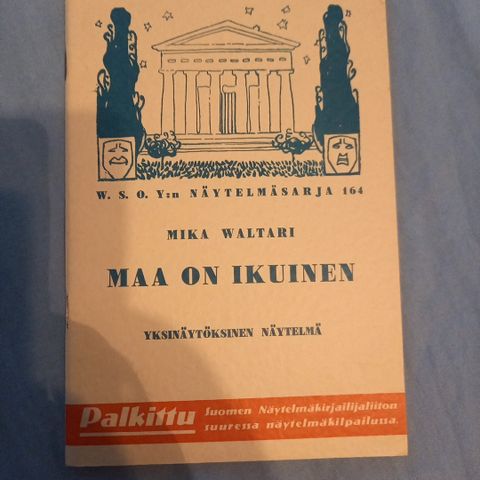 W. S. O. Y:n NÄYTELMÄSARJA 164
MIKA WALTARI
MAA ON IKUINEN
YKSINÄYTÖKSINEN NÄYTELMÄ
Palkittu Suomen Näytelmäkirjailijaliiton
suuressa näytelmäkilpailussa.